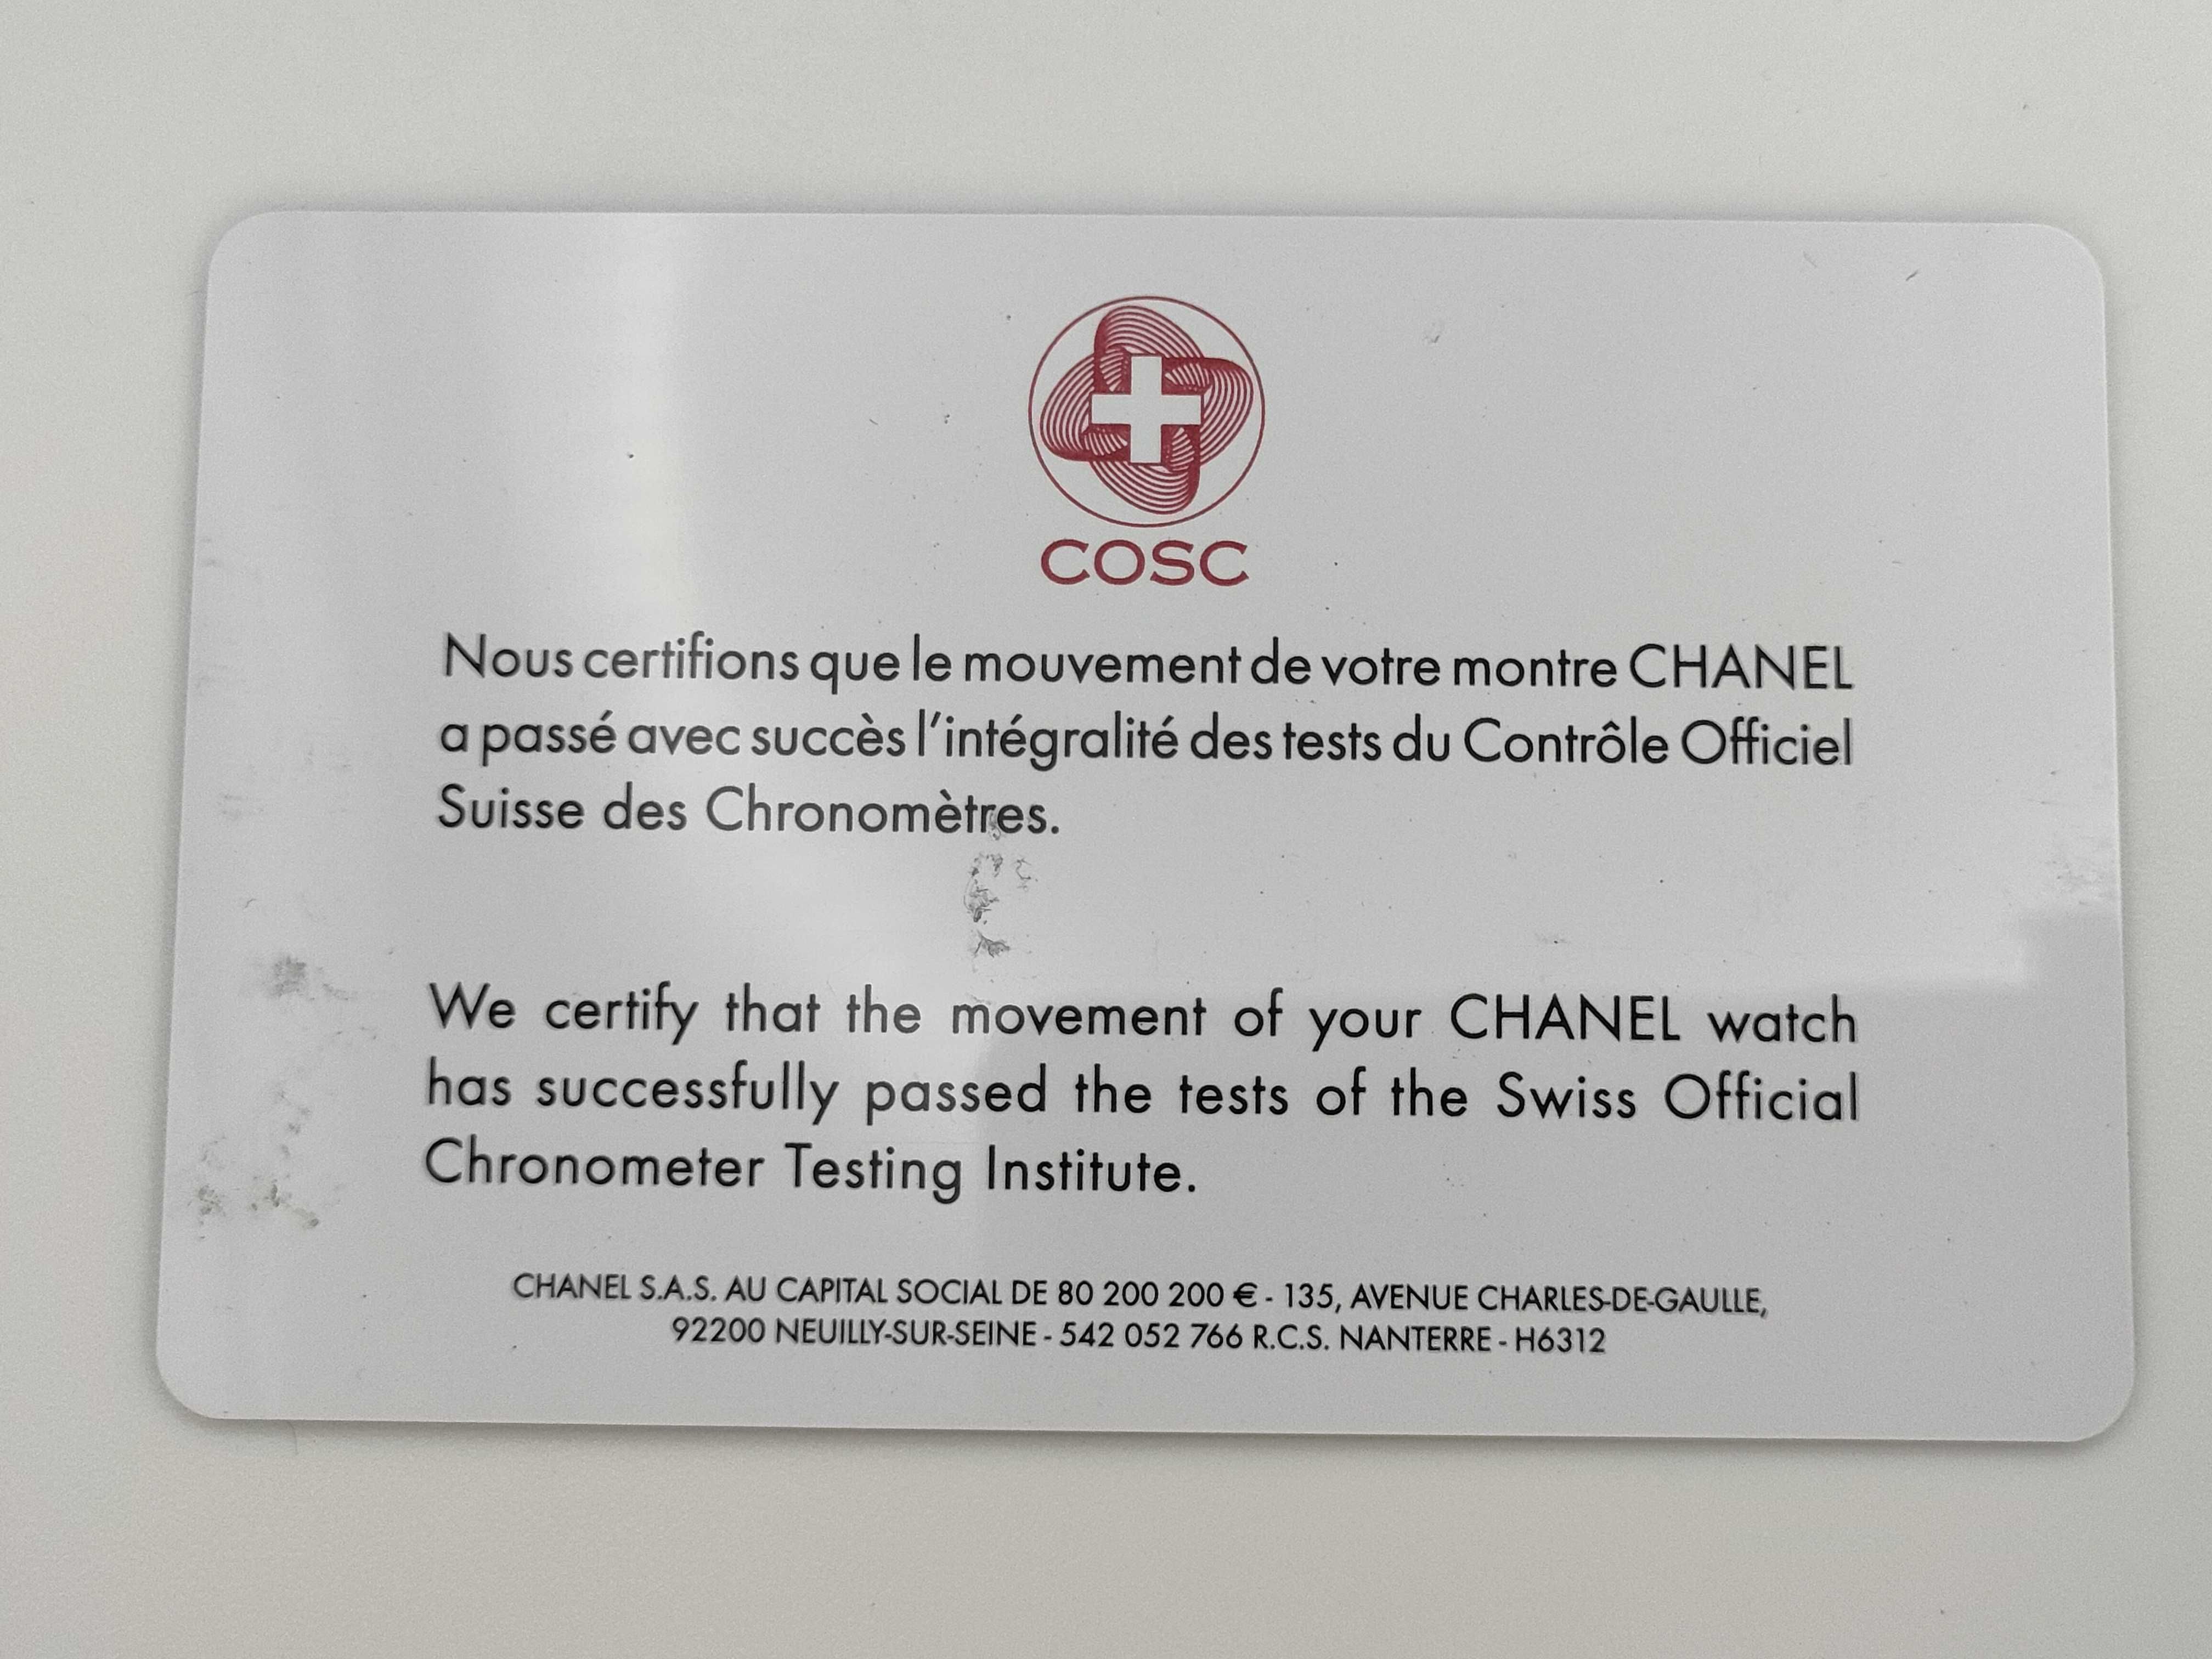 COSC
Nous certifions que le mouvement de votre montre CHANEL
a passé avec succès l'intégralité des tests du Contrôle Officiel
Suisse des Chronomètres.
We certify that the movement of your CHANEL watch
has successfully passed the tests of the Swiss Official
Chronometer Testing Institute.
CHANEL S.A.S. AU CAPITAL SOCIAL DE 80 200 200 € - 135, AVENUE CHARLES-DE-GAULLE,
92200 NEUILLY-SUR-SEINE - 542 052 766 R.C.S. NANTERRE - H6312